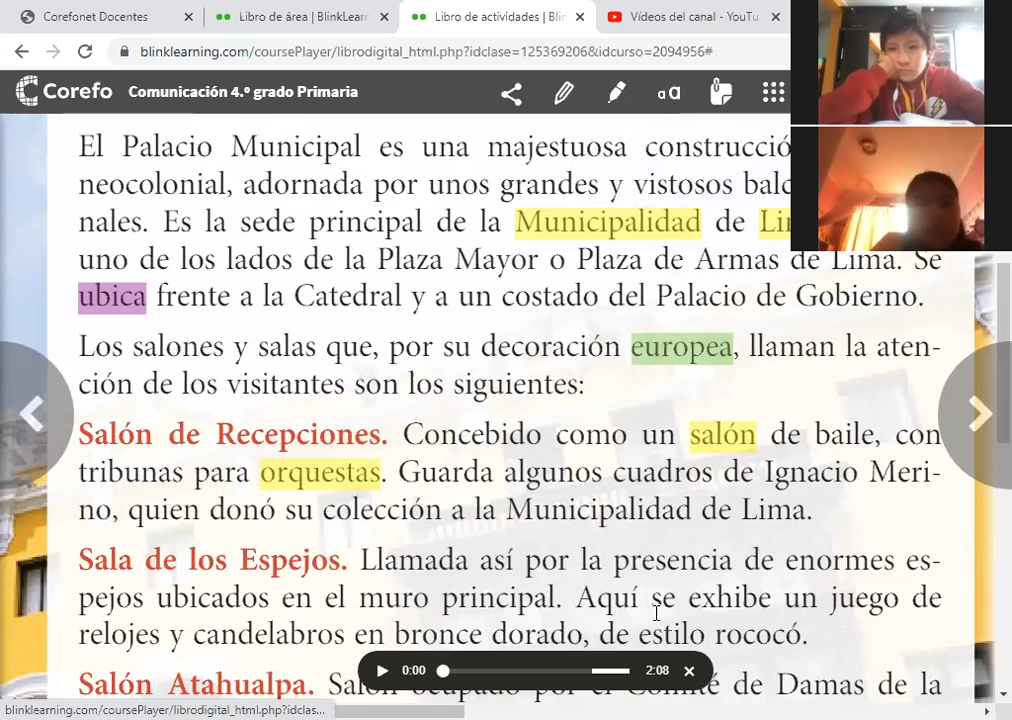 Corefonet Docentes
Libro de área | BlinkLear
Libro de actividades | Bli
Vídeos del canal - YouTu
blinklearning.com/coursePlayer/librodigital_html.php?idclase=125369206&idcurso=2094956#
Corefo Comunicación 4.º grado Primaria
aa
El Palacio Municipal es una majestuosa construcció
neocolonial, adornada por unos grandes y vistosos balc
nales. Es la sede principal de la Municipalidad de Li
uno de los lados de la Plaza Mayor o Plaza de Armas de Lima. Se
ubica frente a la Catedral y a un costado del Palacio de Gobierno.
Los salones y salas que, por su decoración europea, llaman la aten-
ción de los visitantes son los siguientes:
Salón de Recepciones. Concebido como un salón de baile, con
tribunas para orquestas. Guarda algunos cuadros de Ignacio Meri-
no, quien donó su colección a la Municipalidad de Lima.
Sala de los Espejos. Llamada así por la presencia de enormes es-
pejos ubicados en el muro principal. Aquí se exhibe un juego de
relojes y candelabros en bronce dorado, de estilo rococó.
0:00 2:08
Salón Atahualpa. Salón ocupado por el Comité de Damas de la
blinklearning.com/coursePlayer/librodigital_html.php?idclas...